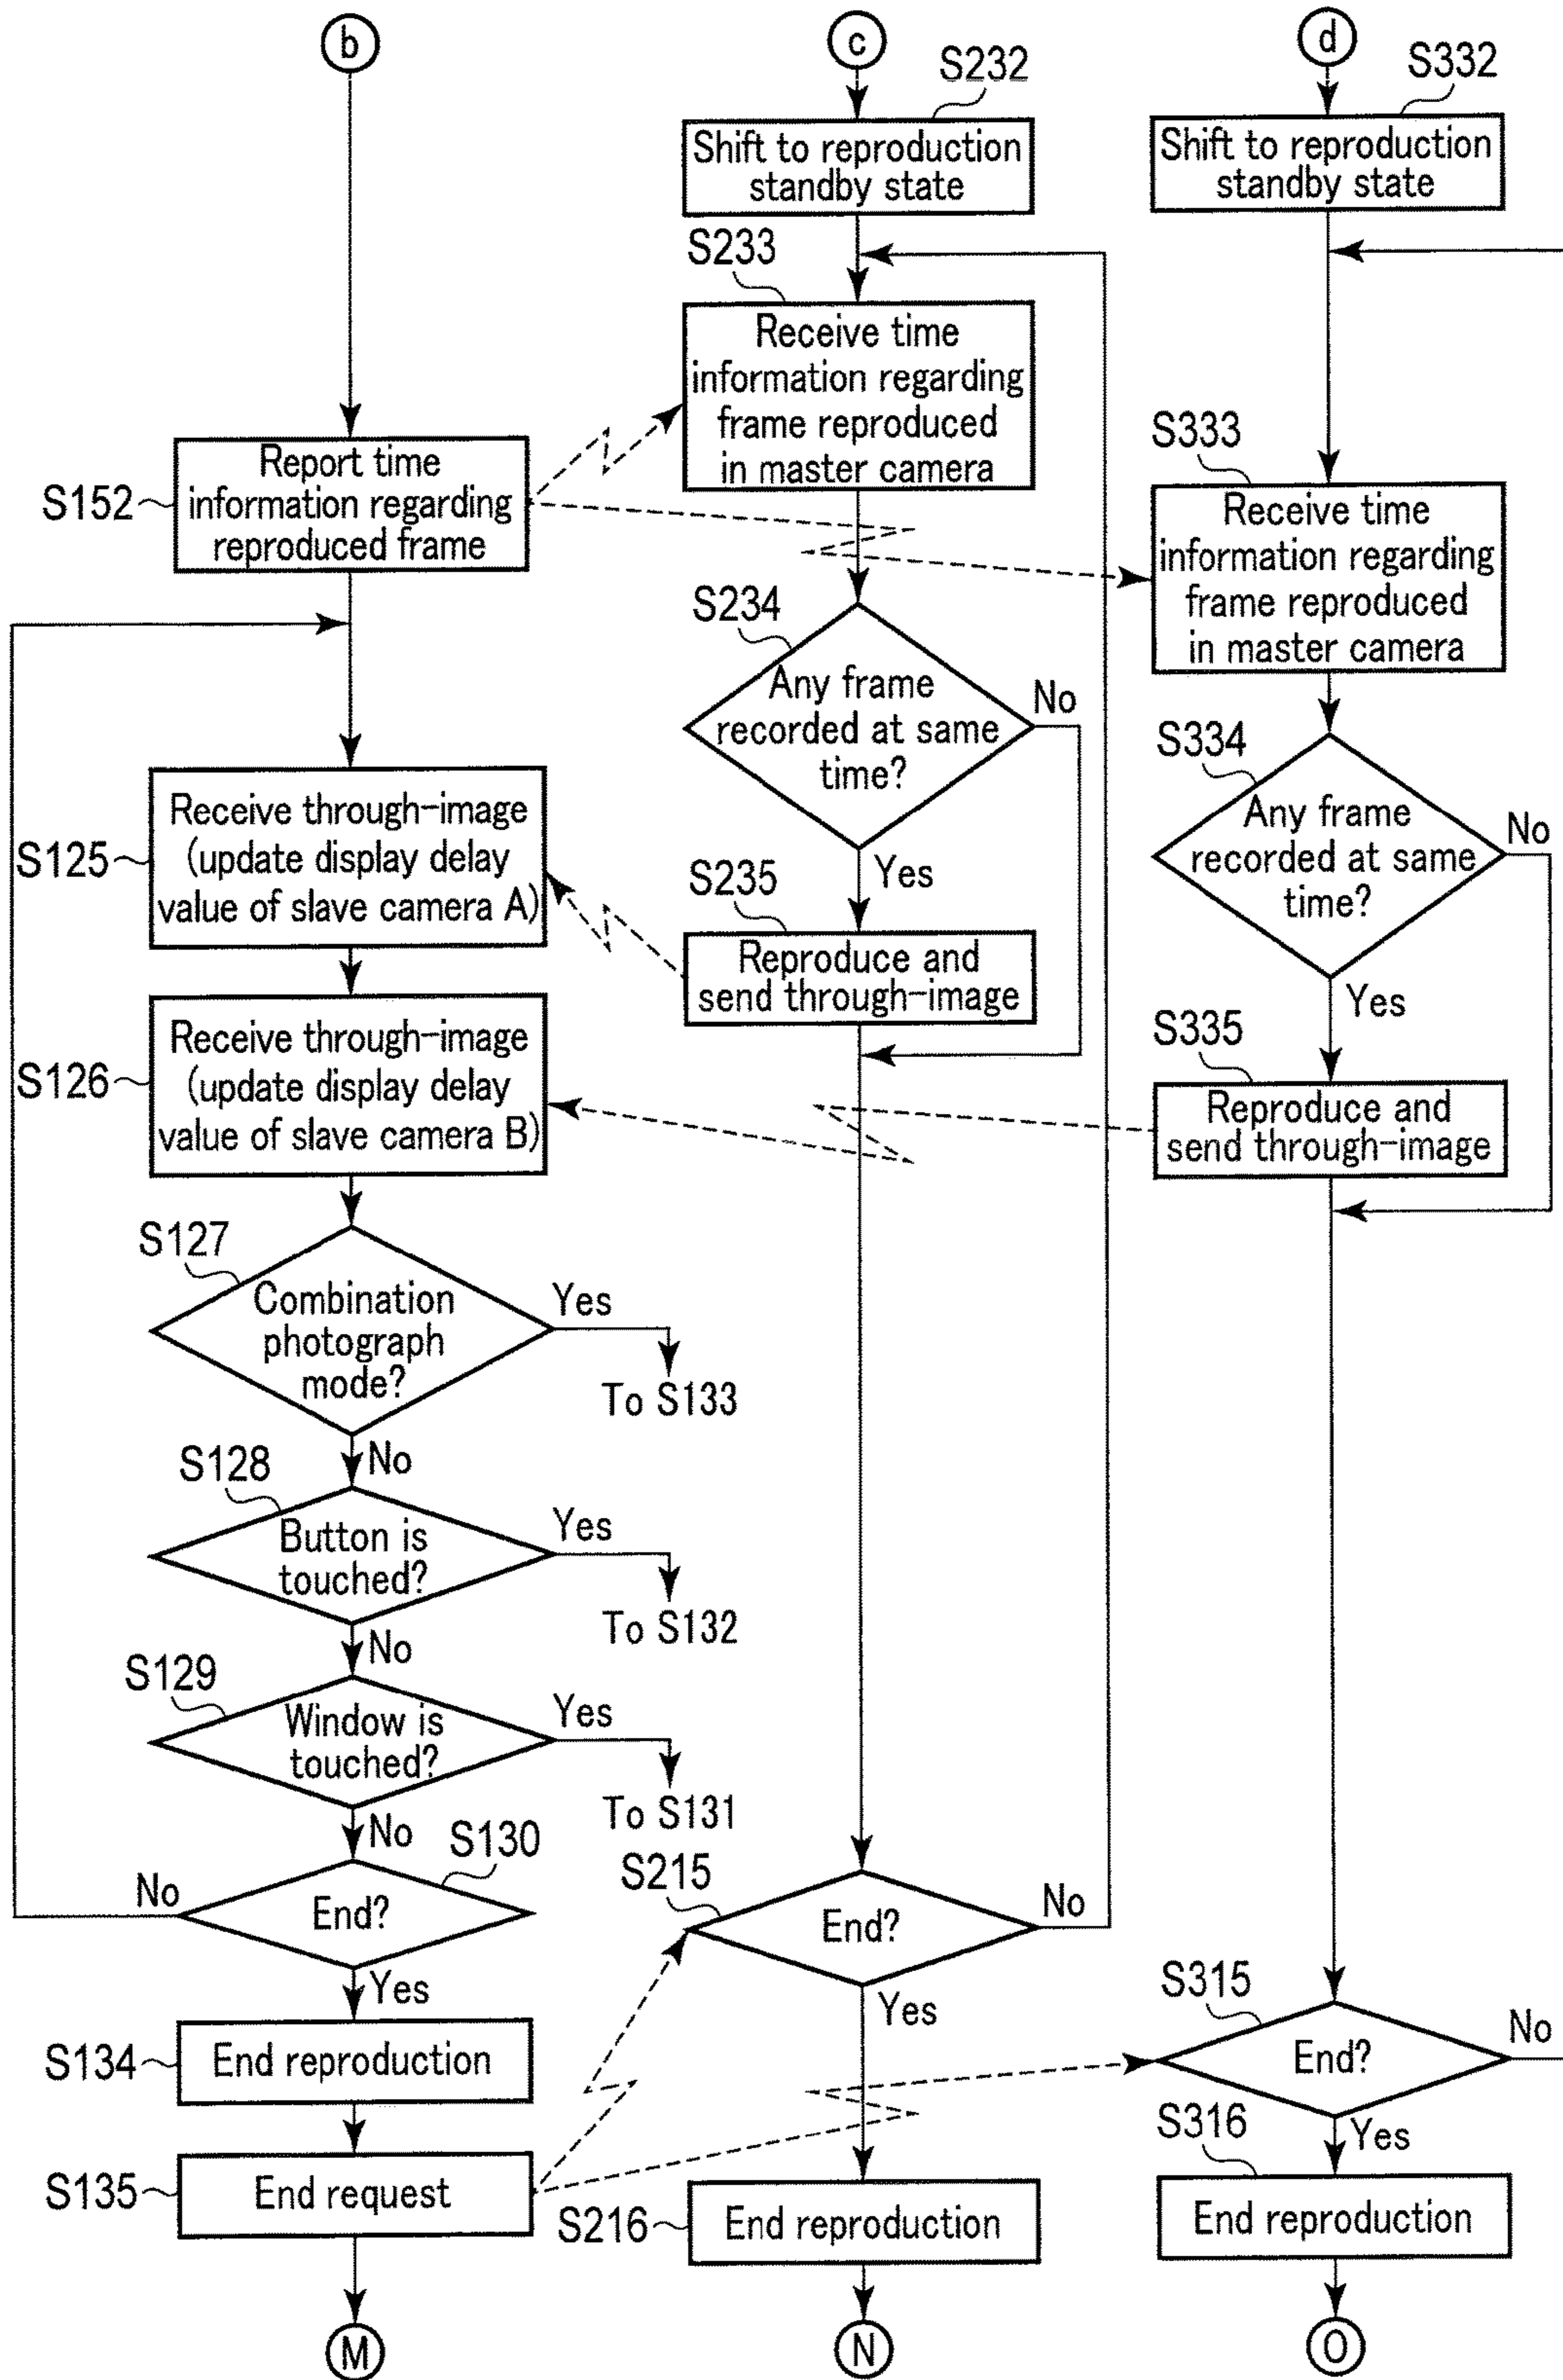 b
S152
Report time
information regarding
reproduced frame
S125
Receive through-image
(update display delay
value of slave camera A)
S126
Receive through-image
(update display delay
value of slave camera B)
S127
Combination
photograph
mode?
Yes
To S133
No
S128
Button is
touched?
Yes
To S132
No
S129
Window is
touched?
Yes
To S131
No
S130
End?
No
Yes
S134
End reproduction
S135
End request
M
c
S232
Shift to reproduction
standby state
S233
Receive time
information regarding
frame reproduced
in master camera
S234
Any frame
recorded at same
time?
No
Yes
S235
Reproduce and
send through-image
S215
End?
No
Yes
S216
End reproduction
N
d
S332
Shift to reproduction
standby state
S333
Receive time
information regarding
frame reproduced
in master camera
S334
Any frame
recorded at same
time?
No
Yes
S335
Reproduce and
send through-image
S315
End?
No
Yes
S316
End reproduction
O